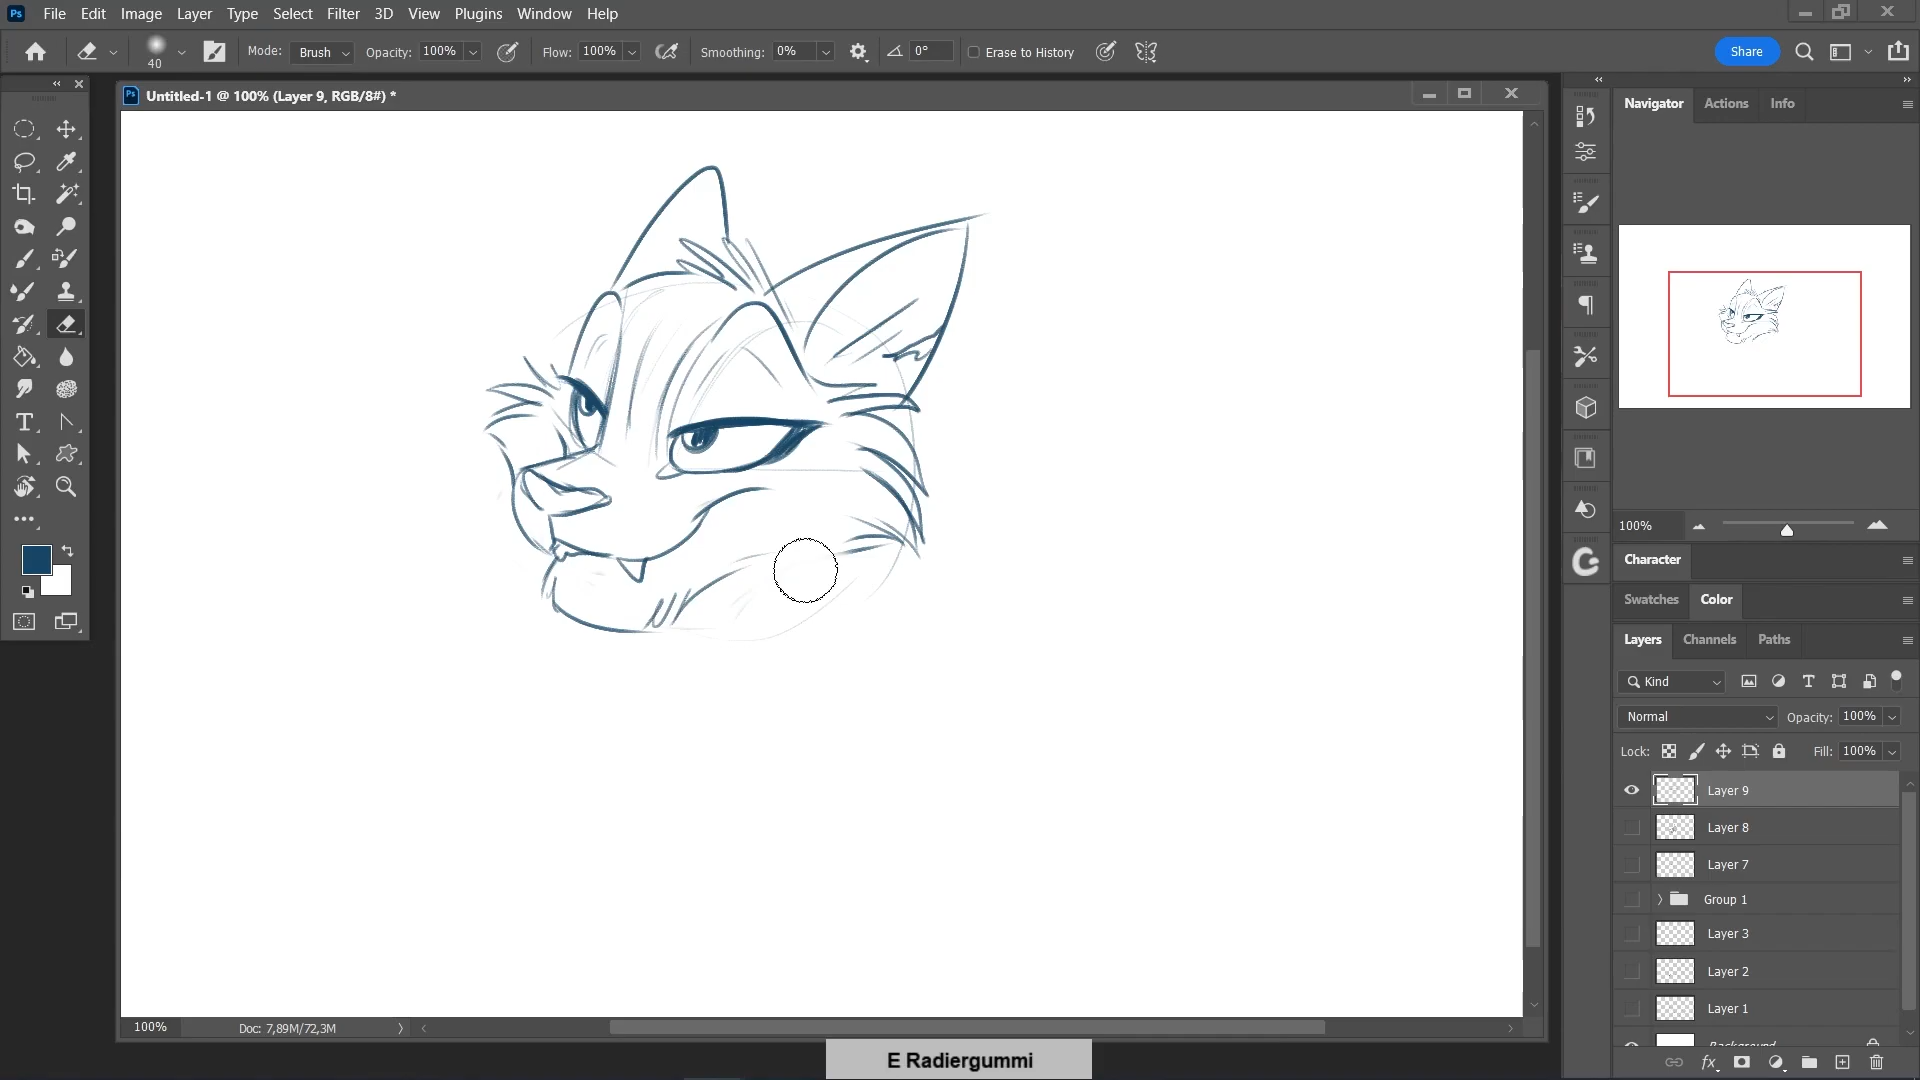 Ps File Edit Image Layer Type Select Filter 3D View Plugins Window Help
40 Mode: Brush Opacity: 100% Flow: 100% Smoothing: 0% 0° Erase to History Share
Ps Untitled-1 @ 100% (Layer 9, RGB/8#) *
Navigator Actions Info
100%
Character
Swatches Color
Layers Channels Paths
Kind
Normal Opacity: 100%
Lock: Fill: 100%
Layer 9
Layer 8
Layer 7
Group 1
Layer 3
Layer 2
Layer 1
Background
100% Doc: 7,89M/72,3M
fx
E Radiergummi